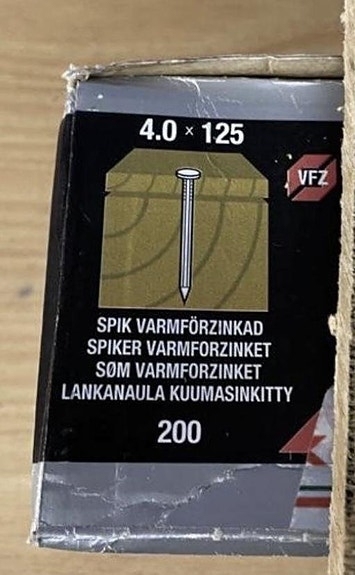 4.0 × 125
VFZ
SPIK VARMFÖRZINKAD
SPIKER VARMFORZINKET
SØM VARMFORZINKET
LANKANAULA KUUMASINKITTY
200